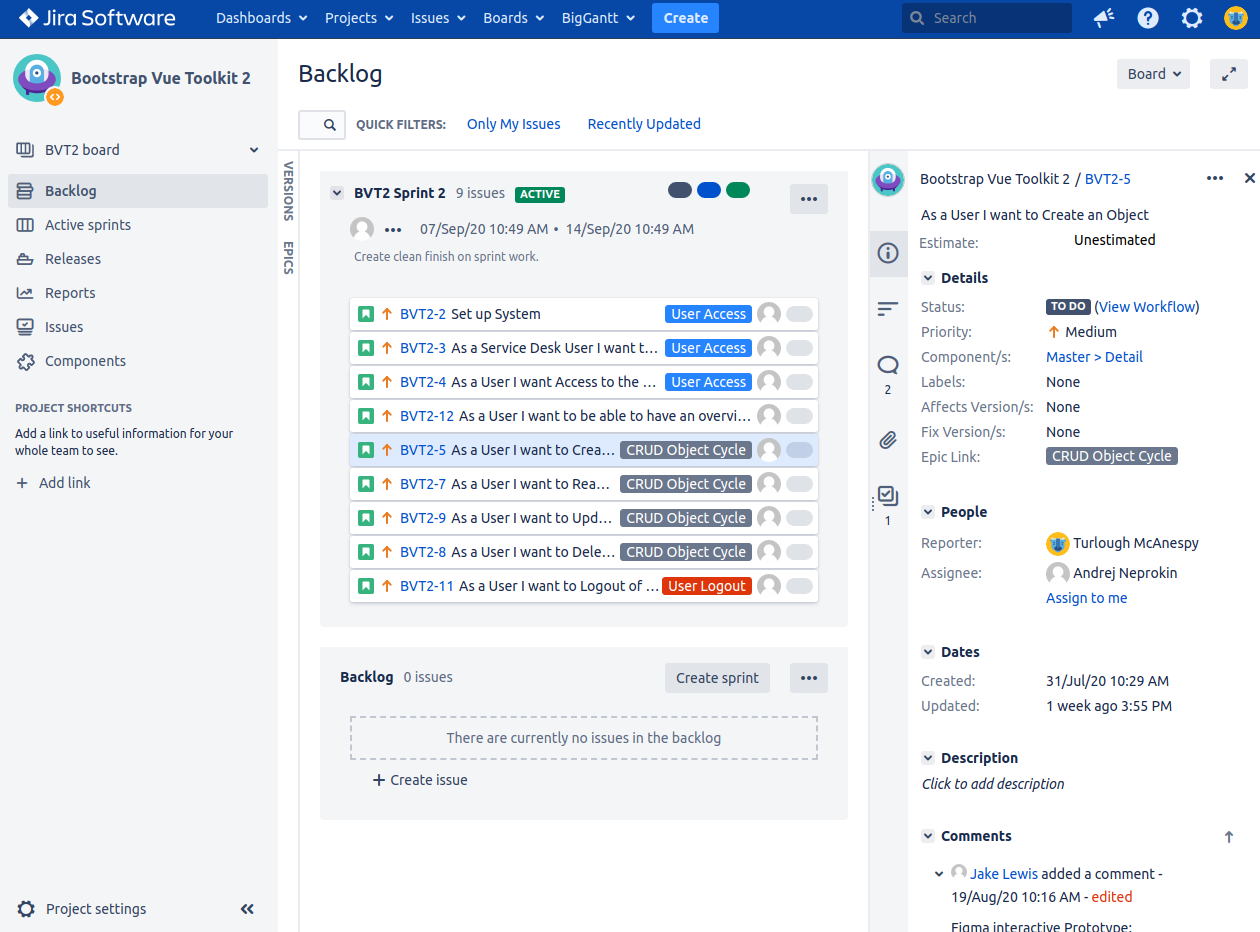 Jira Software
Dashboards Projects Issues Boards BigGantt Create Search
Bootstrap Vue Toolkit 2
BVT2 board
Backlog
Active sprints
Releases
Reports
Issues
Components
PROJECT SHORTCUTS
Add a link to useful information for your
whole team to see.
+ Add link
Project settings
Backlog
Board
QUICK FILTERS: Only My Issues Recently Updated
VERSIONS
EPICS
BVT2 Sprint 2 9 issues ACTIVE
07/Sep/20 10:49 AM • 14/Sep/20 10:49 AM
Create clean finish on sprint work.
BVT2-2 Set up System User Access
BVT2-3 As a Service Desk User I want t... User Access
BVT2-4 As a User I want Access to the ... User Access
BVT2-12 As a User I want to be able to have an overvi...
BVT2-5 As a User I want to Crea... CRUD Object Cycle
BVT2-7 As a User I want to Rea... CRUD Object Cycle
BVT2-9 As a User I want to Upd... CRUD Object Cycle
BVT2-8 As a User I want to Dele... CRUD Object Cycle
BVT2-11 As a User I want to Logout of ... User Logout
Backlog 0 issues Create sprint
There are currently no issues in the backlog
+ Create issue
2
1
Bootstrap Vue Toolkit 2 / BVT2-5
As a User I want to Create an Object
Estimate: Unestimated
Details
Status: TO DO (View Workflow)
Priority: Medium
Component/s: Master > Detail
Labels: None
Affects Version/s: None
Fix Version/s: None
Epic Link: CRUD Object Cycle
People
Reporter: Turlough McAnespy
Assignee: Andrej Neprokin
Assign to me
Dates
Created: 31/Jul/20 10:29 AM
Updated: 1 week ago 3:55 PM
Description
Click to add description
Comments
Jake Lewis added a comment -
19/Aug/20 10:16 AM - edited
Figma interactive Prototype: